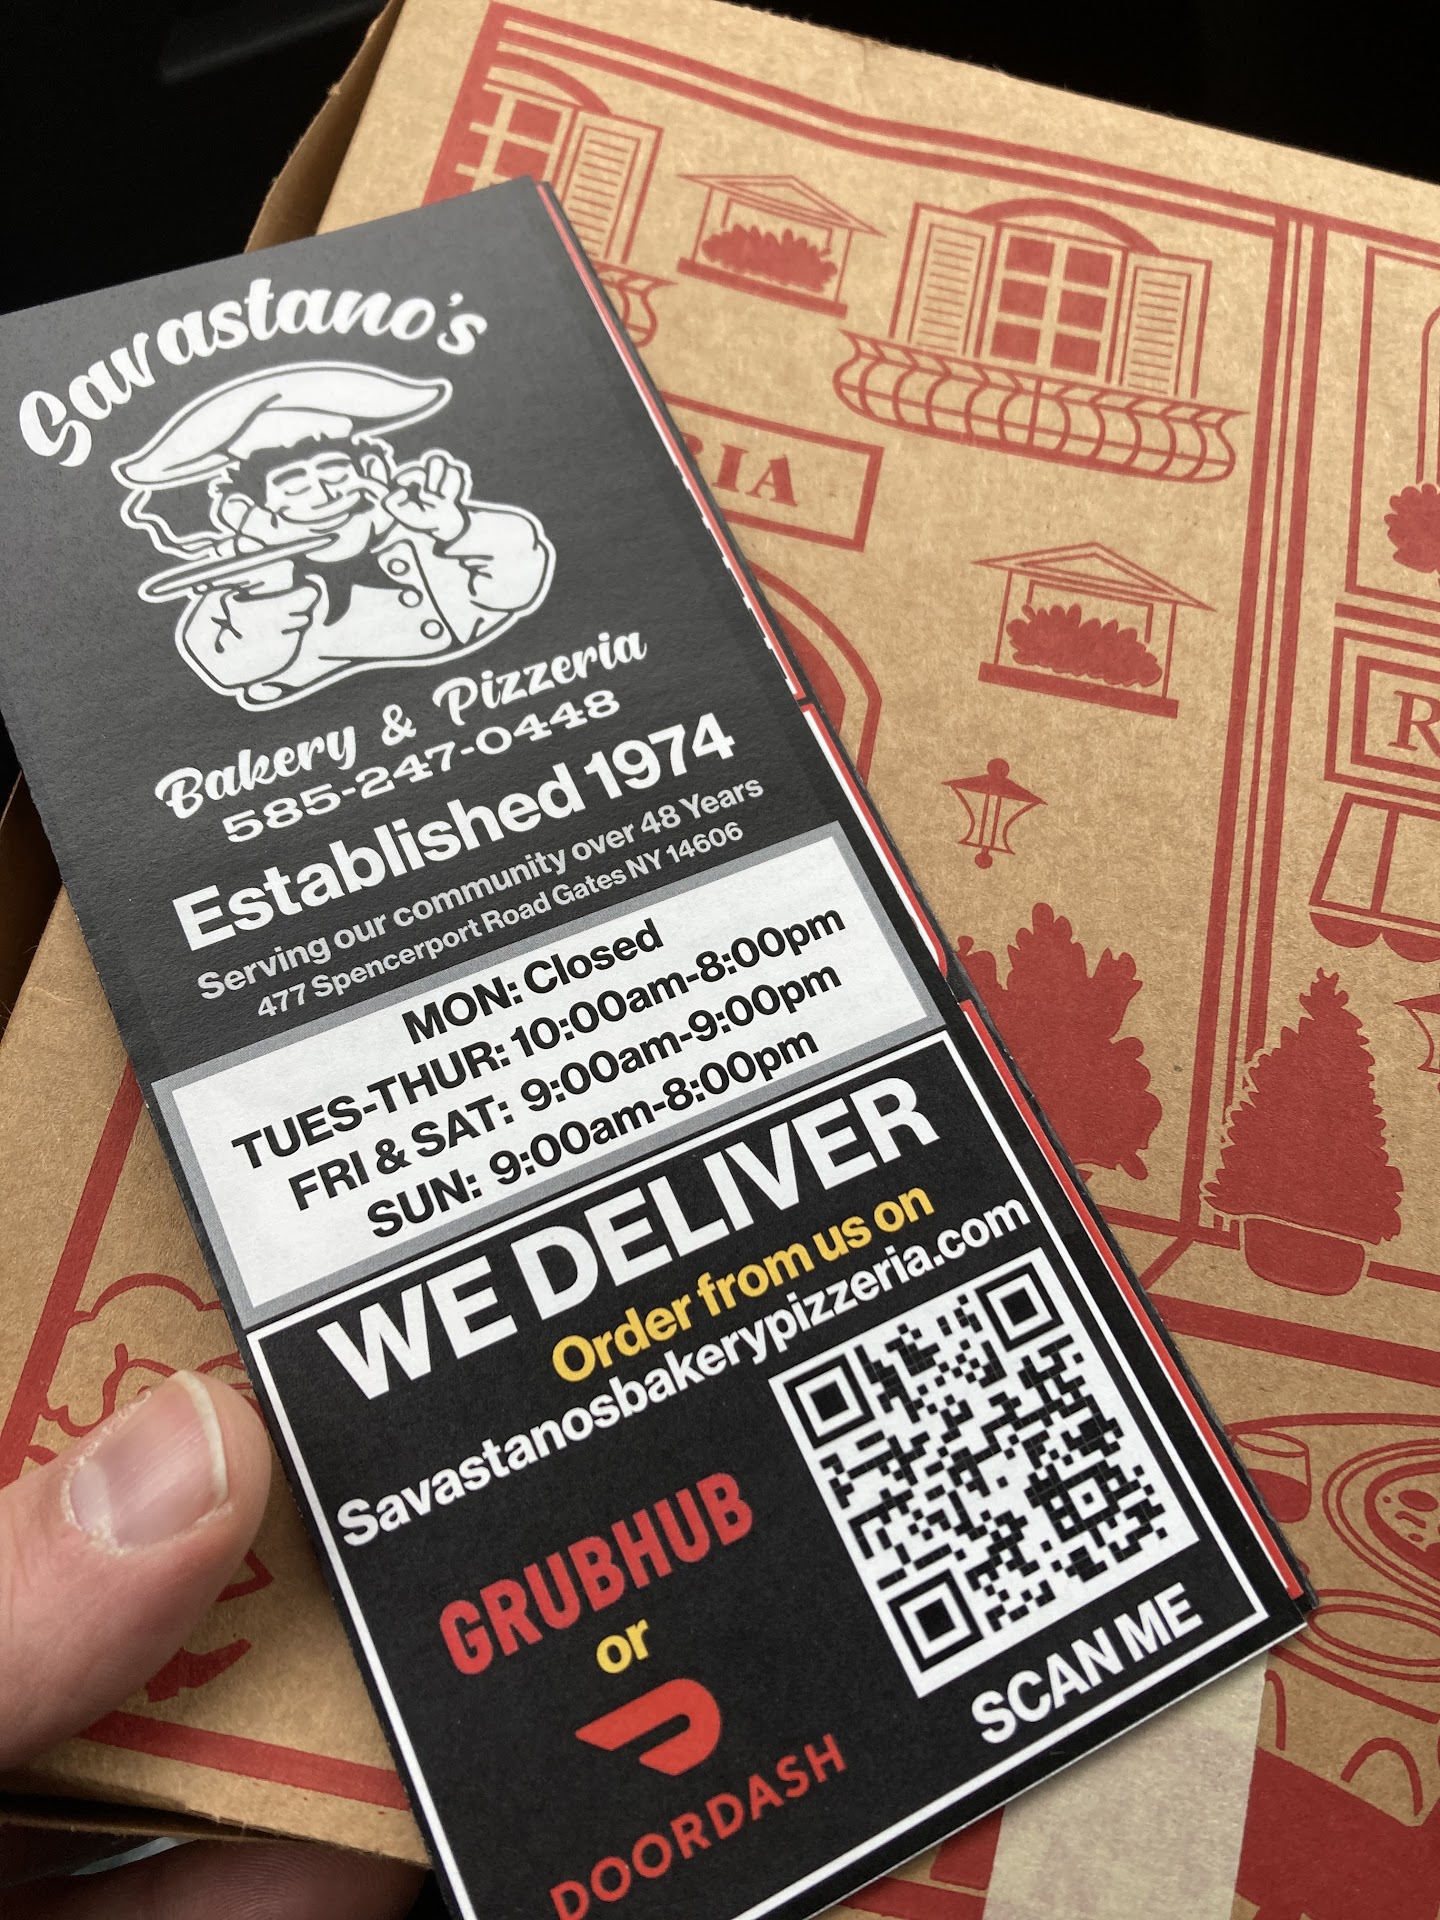 Savastano's
Bakery & Pizzeria
585-247-0448
Established 1974
Serving our community over 48 Years
477 Spencerport Road Gates NY 14606
MON: Closed
TUES-THUR: 10:00am-8:00pm
FRI & SAT: 9:00am-9:00pm
SUN: 9:00am-8:00pm
WE DELIVER
Order from us on
Savastanosbakerypizzeria.com
GRUBHUB
or
DOORDASH
SCAN ME
RIA
R